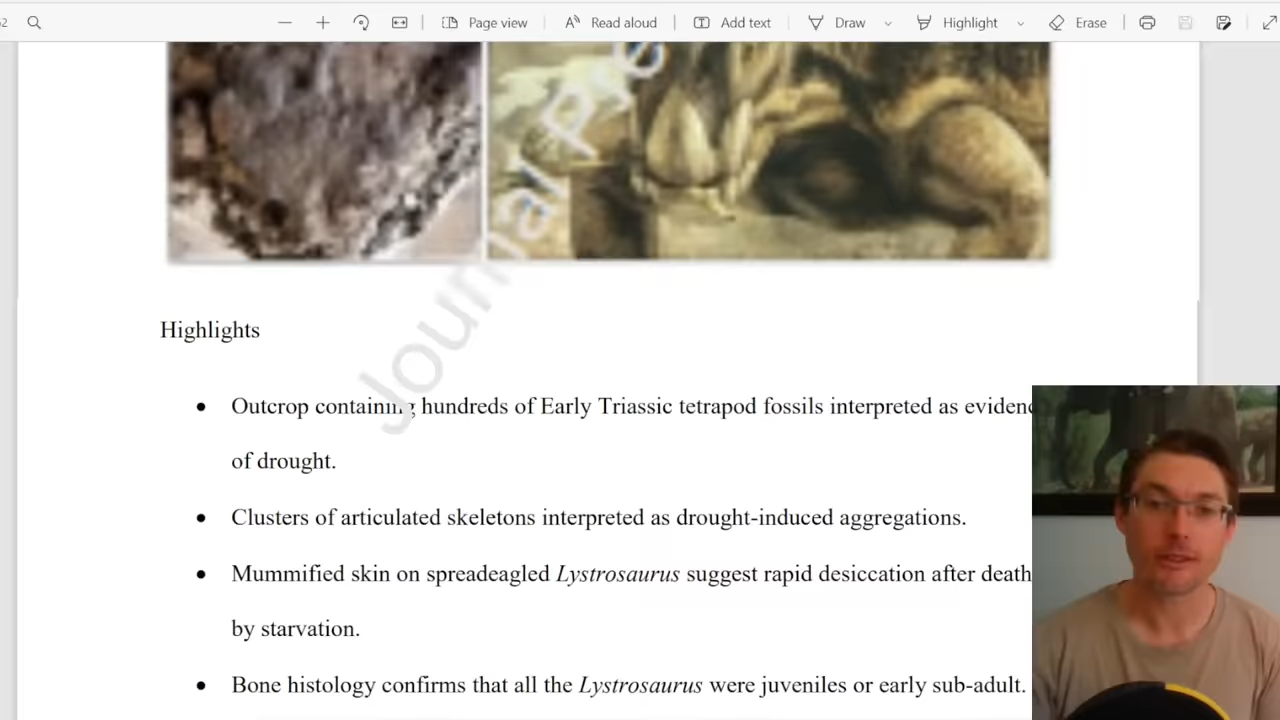 Page view
Read aloud
Add text
Draw
Highlight
Erase
Journal Pre
Highlights
• Outcrop containing hundreds of Early Triassic tetrapod fossils interpreted as
of drought.
• Clusters of articulated skeletons interpreted as drought-induced aggregations.
• Mummified skin on spreadeagled Lystrosaurus suggest rapid desiccation after death
by starvation.
• Bone histology confirms that all the Lystrosaurus were juveniles or early sub-adult.